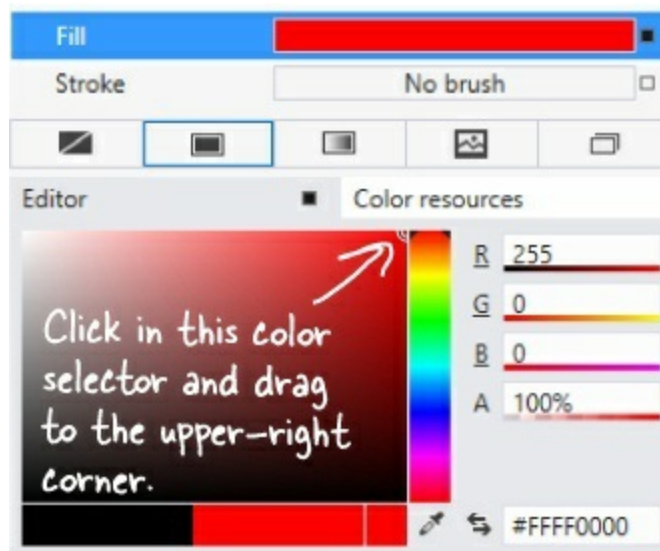 Fill
Stroke No brush
Editor Color resources
R 255
G 0
B 0
A 100%
Click in this color
selector and drag
to the upper-right
corner.
#FFFF0000